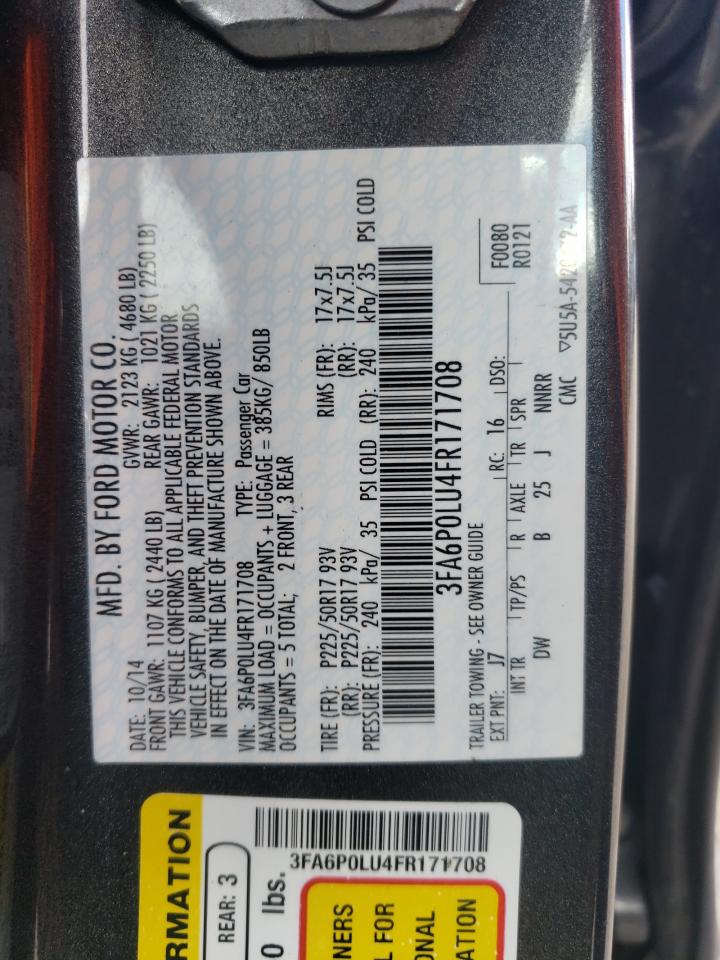 MFD. BY FORD MOTOR CO.
DATE: 10/14 GVWR: 2123 KG ( 4680 LB)
FRONT GAWR: 1107 KG ( 2440 LB) REAR GAWR: 1021 KG ( 2250 LB)
THIS VEHICLE CONFORMS TO ALL APPLICABLE FEDERAL MOTOR
VEHICLE SAFETY, BUMPER, AND THEFT PREVENTION STANDARDS
IN EFFECT ON THE DATE OF MANUFACTURE SHOWN ABOVE.
VIN: 3FA6P0LU4FR171708 TYPE: Passenger Car
MAXIMUM LOAD = OCCUPANTS + LUGGAGE = 385KG/ 850LB
OCCUPANTS = 5 TOTAL; 2 FRONT, 3 REAR
TIRE (FR): P225/50R17 93V RIMS (FR): 17x7.5J
(RR): P225/50R17 93V (RR): 17x7.5J
PRESSURE (FR): 240 kPa/ 35 PSI COLD (RR): 240 kPa/ 35 PSI COLD
3FA6P0LU4FR171708
TRAILER TOWING - SEE OWNER GUIDE F0080
EXT PNT: J7 RC: 16 DSO: R0121
INT TR TP/PS R AXLE TR SPR
DW B 25 J NNRR
CMC
RMATION
REAR: 3
0 lbs.
3FA6P0LU4FR171708
NERS
L FOR
ONAL
ATION